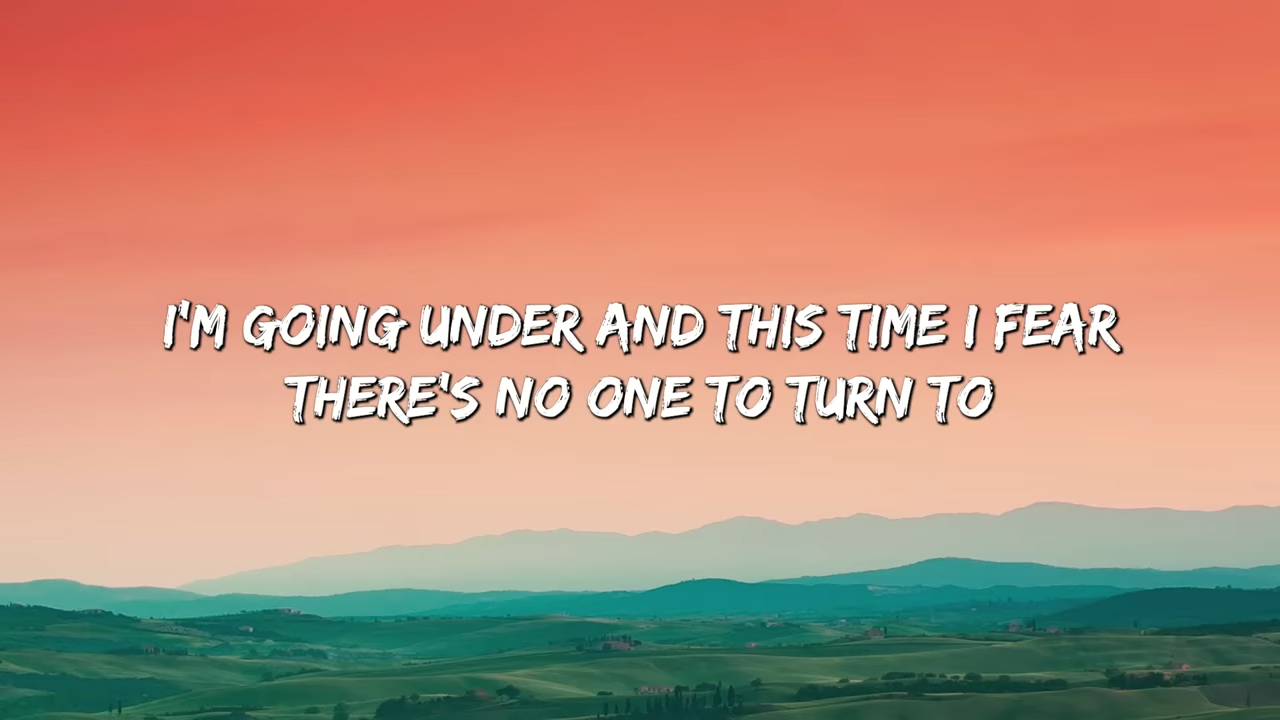 I'M GOING UNDER AND THIS TIME I FEAR
THERE'S NO ONE TO TURN TO